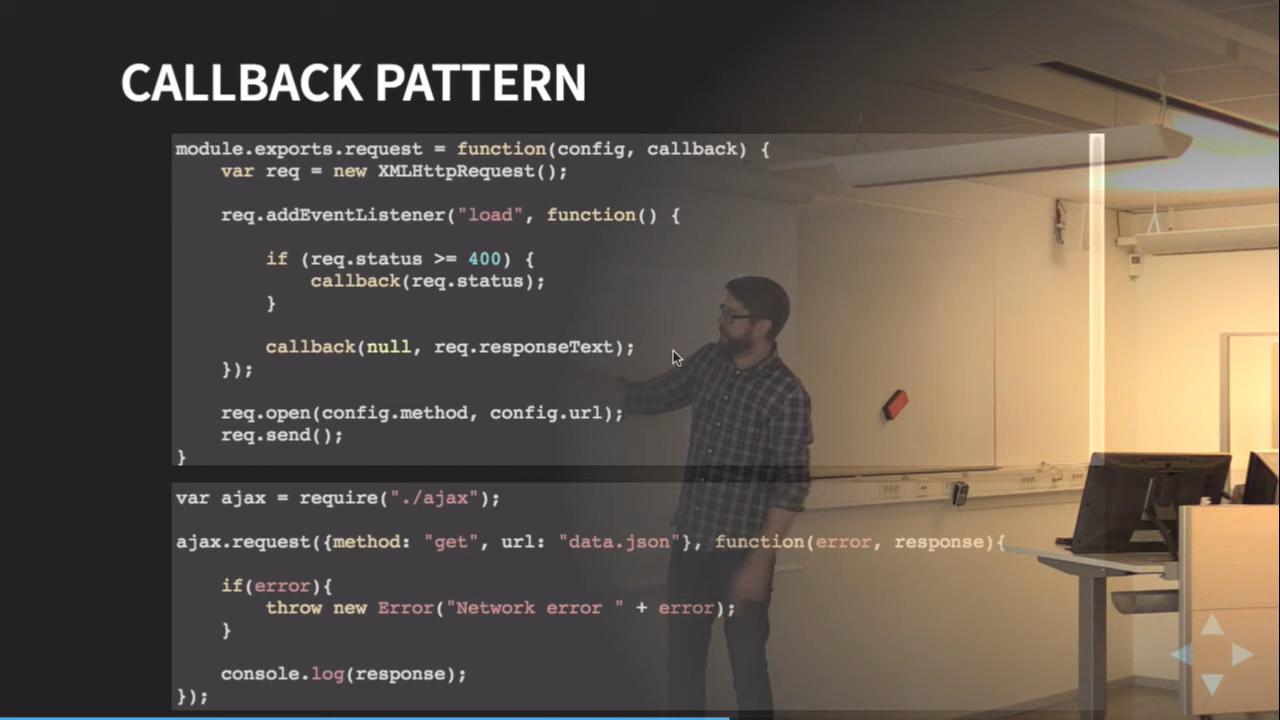 CALLBACK PATTERN
module.exports.request = function(config, callback) {
    var req = new XMLHttpRequest();
    req.addEventListener("load", function() {
        if (req.status >= 400) {
            callback(req.status);
        }
        callback(null, req.responseText);
    });
    req.open(config.method, config.url);
    req.send();
}
var ajax = require("./ajax");
ajax.request({method: "get", url: "data.json"}, function(error, response){
    if(error){
        throw new Error("Network error " + error);
    }
    console.log(response);
});